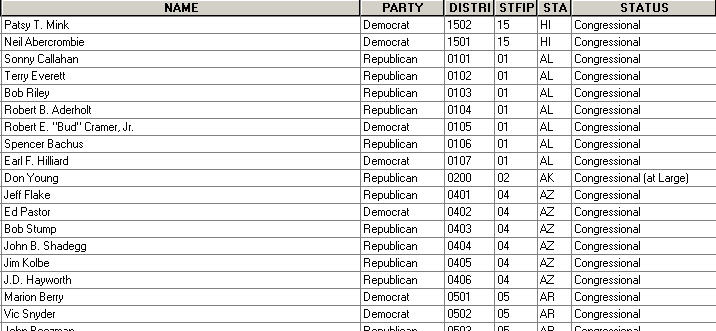 NAME PARTY DISTRI STFIP STA STATUS
Patsy T. Mink Democrat 1502 15 HI Congressional
Neil Abercrombie Democrat 1501 15 HI Congressional
Sonny Callahan Republican 0101 01 AL Congressional
Terry Everett Republican 0102 01 AL Congressional
Bob Riley Republican 0103 01 AL Congressional
Robert B. Aderholt Republican 0104 01 AL Congressional
Robert E. "Bud" Cramer, Jr. Democrat 0105 01 AL Congressional
Spencer Bachus Republican 0106 01 AL Congressional
Earl F. Hilliard Democrat 0107 01 AL Congressional
Don Young Republican 0200 02 AK Congressional (at Large)
Jeff Flake Republican 0401 04 AZ Congressional
Ed Pastor Democrat 0402 04 AZ Congressional
Bob Stump Republican 0403 04 AZ Congressional
John B. Shadegg Republican 0404 04 AZ Congressional
Jim Kolbe Republican 0405 04 AZ Congressional
J.D. Hayworth Republican 0406 04 AZ Congressional
Marion Berry Democrat 0501 05 AR Congressional
Vic Snyder Democrat 0502 05 AR Congressional
John Boozman Republican 0503 05 AR Congressional